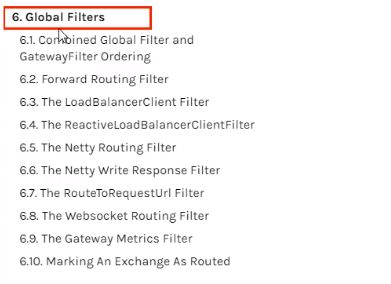 6. Global Filters
6.1. Combined Global Filter and
GatewayFilter Ordering
6.2. Forward Routing Filter
6.3. The LoadBalancerClient Filter
6.4. The ReactiveLoadBalancerClientFilter
6.5. The Netty Routing Filter
6.6. The Netty Write Response Filter
6.7. The RouteToRequestUrl Filter
6.8. The Websocket Routing Filter
6.9. The Gateway Metrics Filter
6.10. Marking An Exchange As Routed